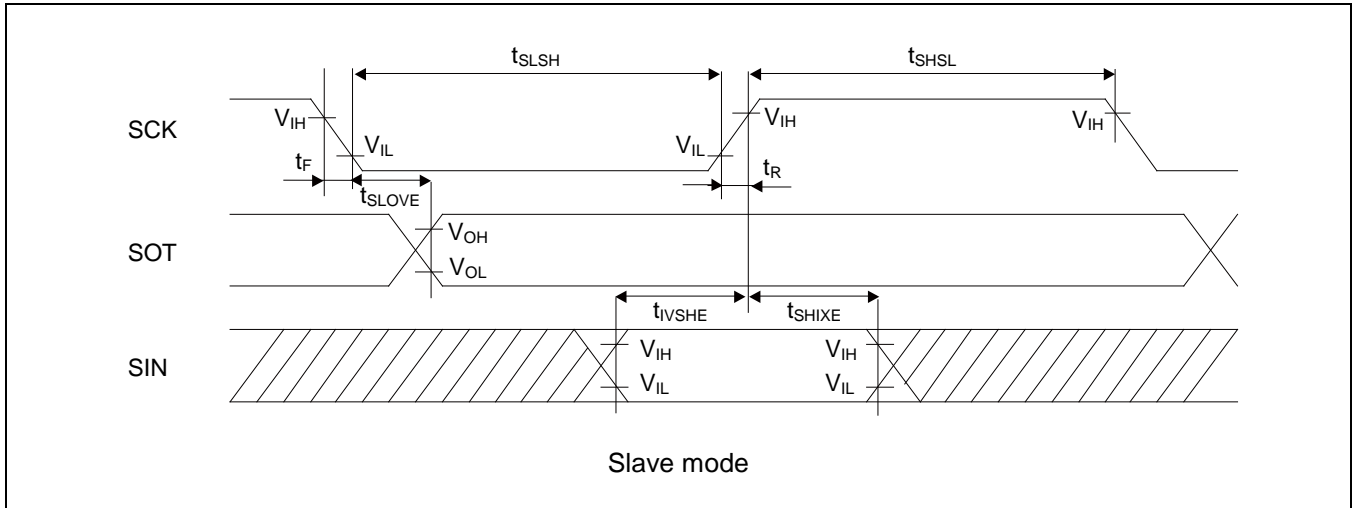 tSLSH
tSHSL
SCK
VIH
VIL
VIL
VIH
VIH
tF
tR
tSLOVE
SOT
VOH
VOL
tIVSHE
tSHIXE
SIN
VIH
VIH
VIL
VIL
Slave mode